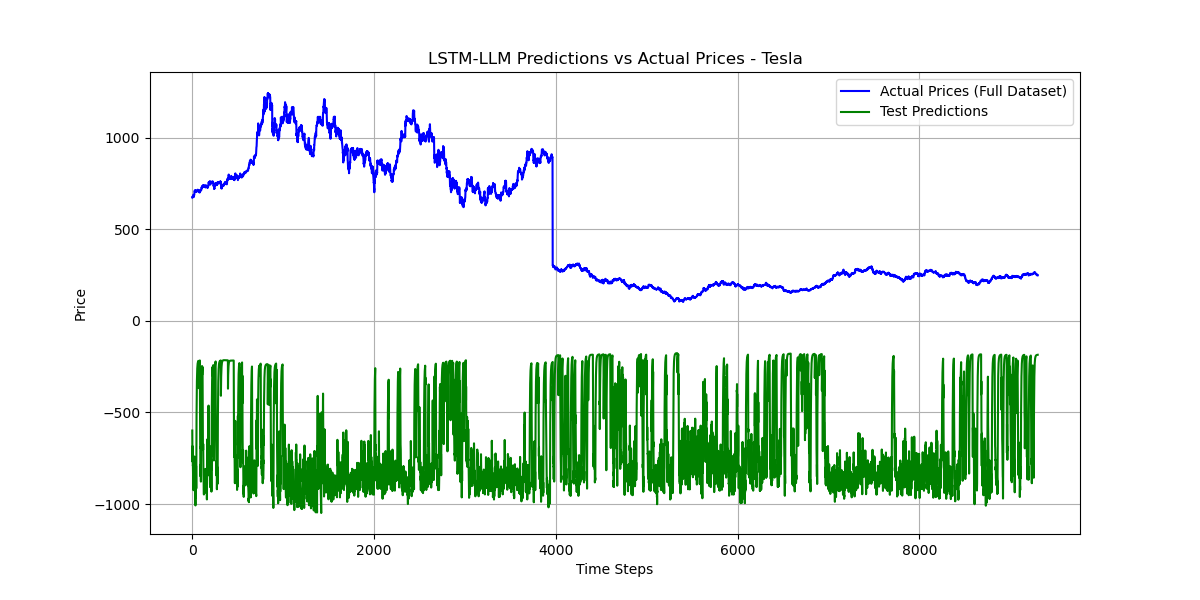 LSTM-LLM Predictions vs Actual Prices - Tesla
Actual Prices (Full Dataset)
Test Predictions
Price
1000
500
0
−500
−1000
0 2000 4000 6000 8000
Time Steps